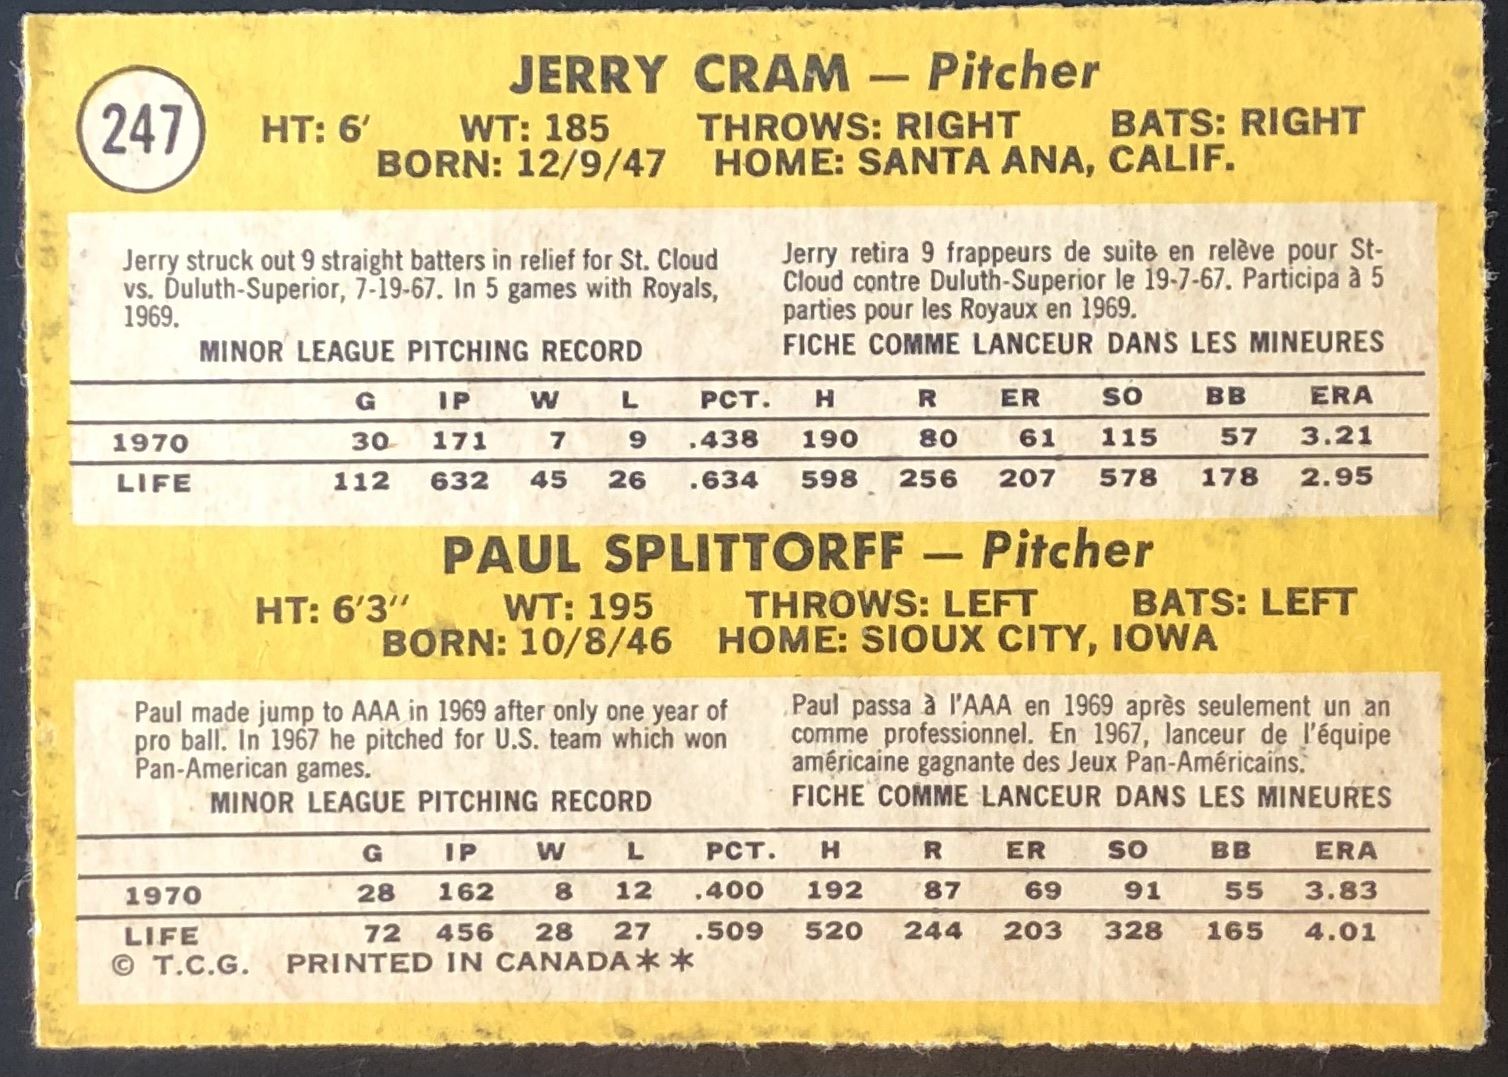 247
JERRY CRAM — Pitcher
HT: 6' WT: 185 THROWS: RIGHT BATS: RIGHT
BORN: 12/9/47 HOME: SANTA ANA, CALIF.
Jerry struck out 9 straight batters in relief for St. Cloud
vs. Duluth-Superior, 7-19-67. In 5 games with Royals,
1969.
MINOR LEAGUE PITCHING RECORD
Jerry retira 9 frappeurs de suite en relève pour St-
Cloud contre Duluth-Superior le 19-7-67. Participa à 5
parties pour les Royaux en 1969.
FICHE COMME LANCEUR DANS LES MINEURES
G IP W L PCT. H R ER SO BB ERA
1970 30 171 7 9 .438 190 80 61 115 57 3.21
LIFE 112 632 45 26 .634 598 256 207 578 178 2.95
PAUL SPLITTORFF — Pitcher
HT: 6'3'' WT: 195 THROWS: LEFT BATS: LEFT
BORN: 10/8/46 HOME: SIOUX CITY, IOWA
Paul made jump to AAA in 1969 after only one year of
pro ball. In 1967 he pitched for U.S. team which won
Pan-American games.
MINOR LEAGUE PITCHING RECORD
Paul passa à l'AAA en 1969 après seulement un an
comme professionnel. En 1967, lanceur de l'équipe
américaine gagnante des Jeux Pan-Américains.
FICHE COMME LANCEUR DANS LES MINEURES
G IP W L PCT. H R ER SO BB ERA
1970 28 162 8 12 .400 192 87 69 91 55 3.83
LIFE 72 456 28 27 .509 520 244 203 328 165 4.01
© T.C.G. PRINTED IN CANADA**